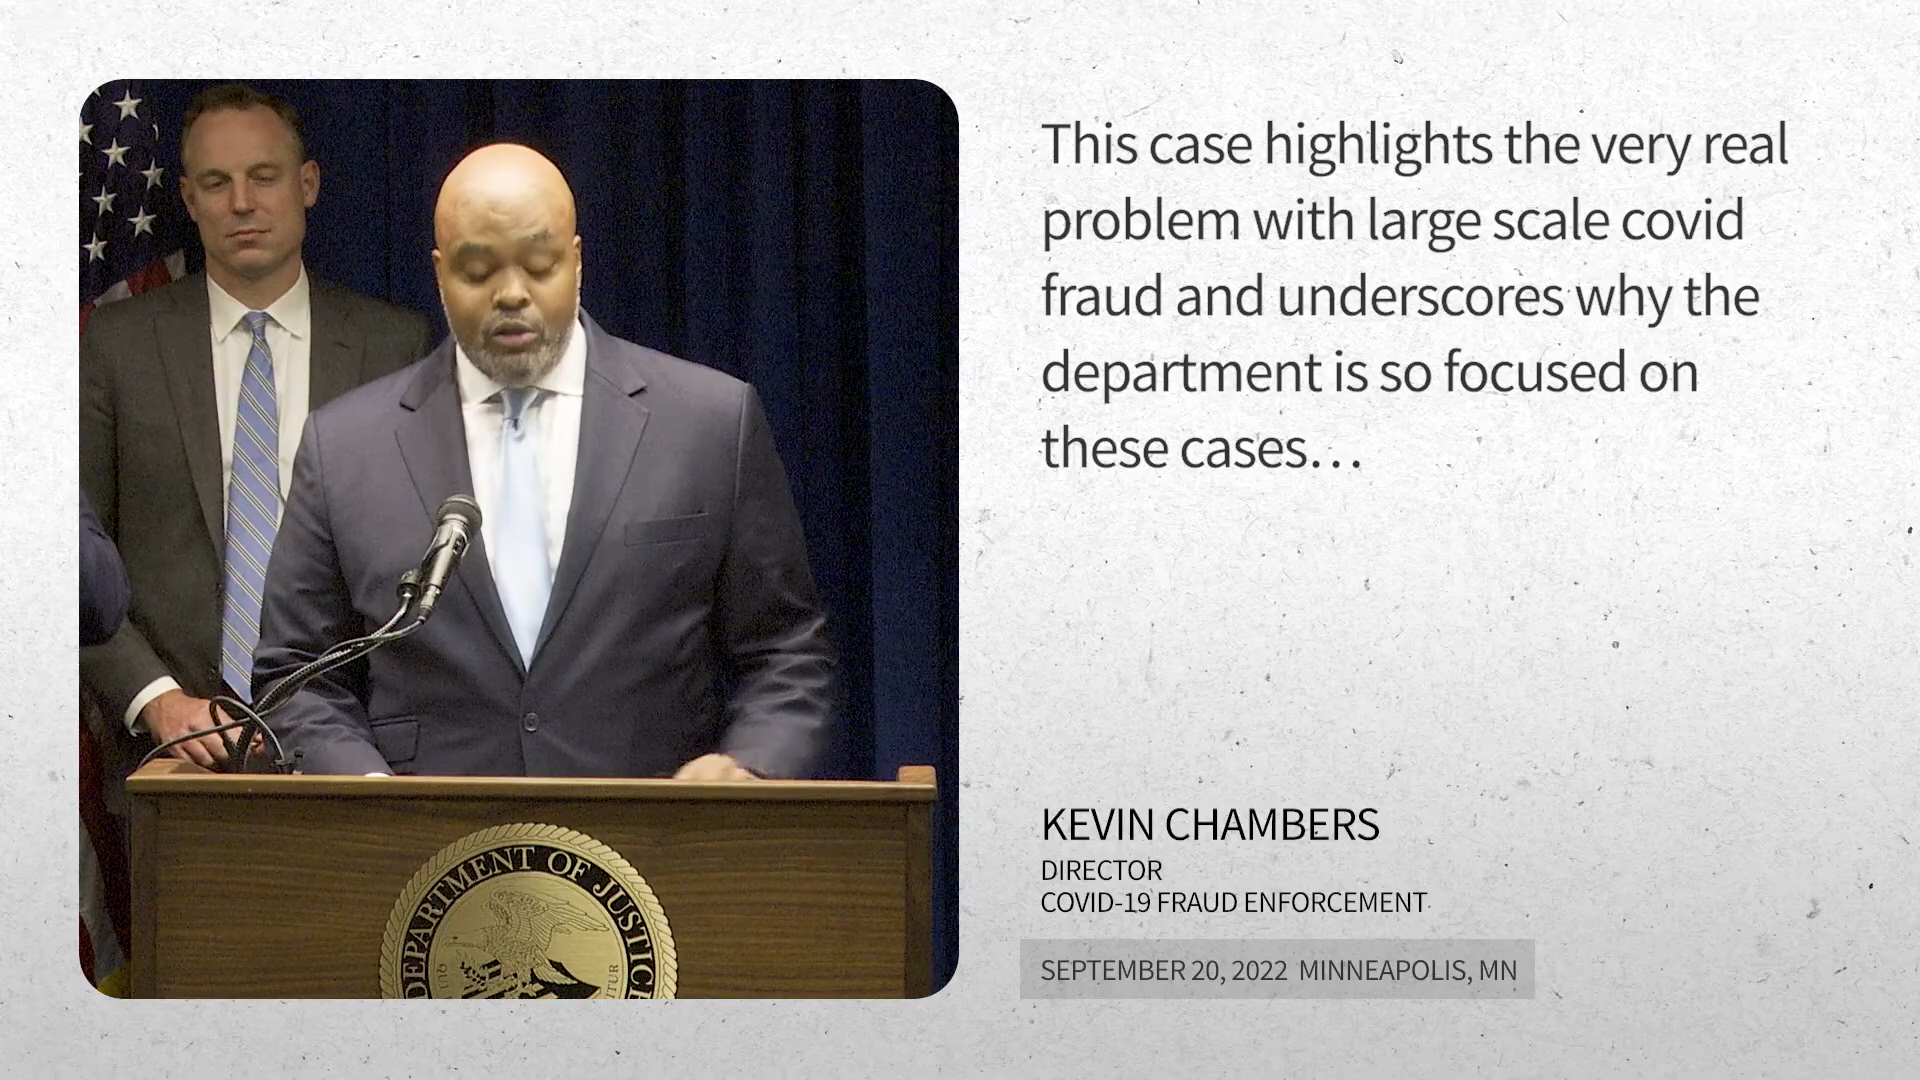 This case highlights the very real
problem with large scale covid
fraud and underscores why the
department is so focused on
these cases...
KEVIN CHAMBERS
DIRECTOR
COVID-19 FRAUD ENFORCEMENT
SEPTEMBER 20, 2022 MINNEAPOLIS, MN
DEPARTMENT OF JUSTICE
QUI
ITUR